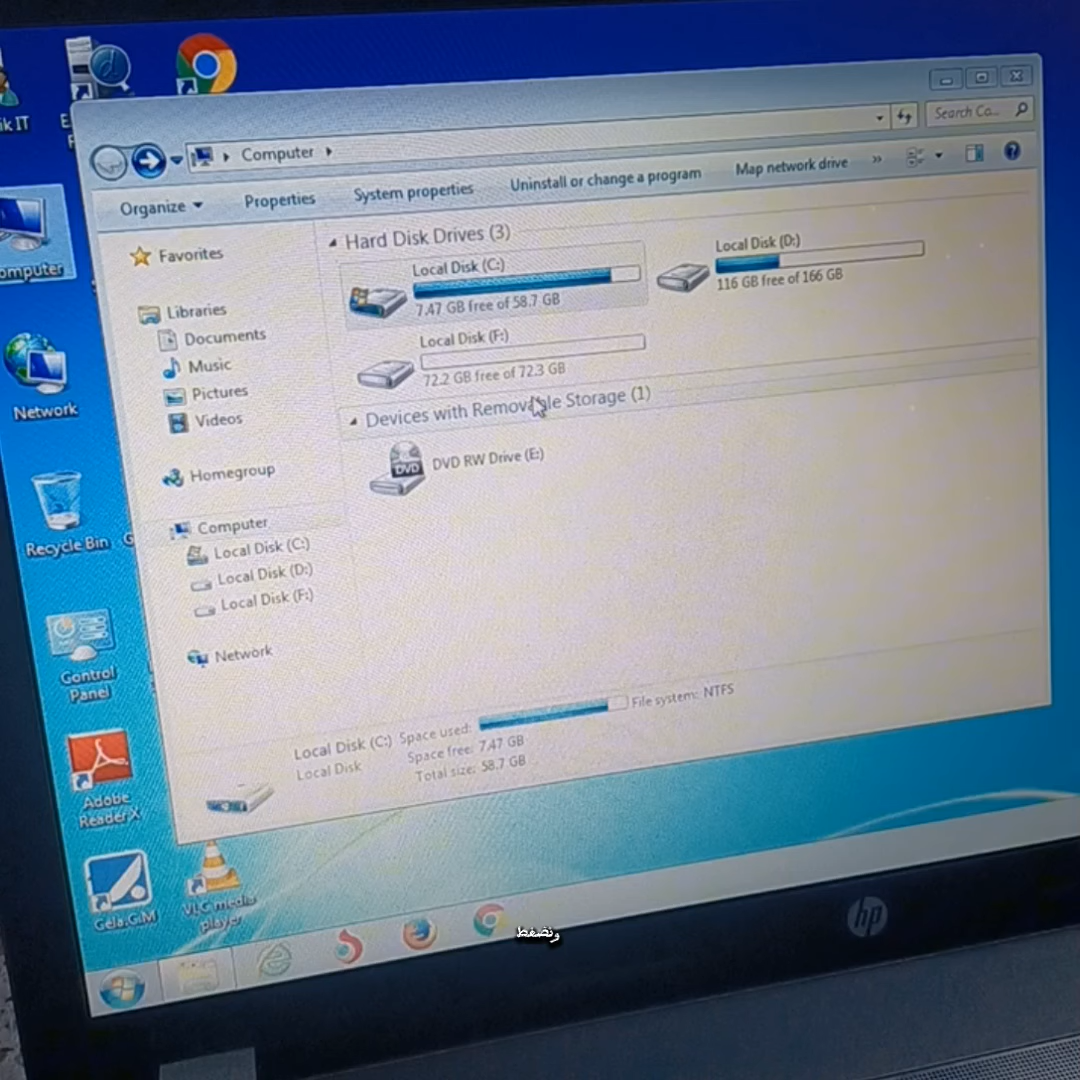 ik IT
Search Co...
Computer
Organize
Properties
System properties
Uninstall or change a program
Map network drive
»
Favorites
Libraries
Documents
Music
Pictures
Videos
Homegroup
Computer
Local Disk (C:)
Local Disk (D:)
Local Disk (F:)
Network
Hard Disk Drives (3)
Local Disk (C:)
7.47 GB free of 58.7 GB
Local Disk (D:)
116 GB free of 166 GB
Local Disk (F:)
72.2 GB free of 72.3 GB
Devices with Removable Storage (1)
DVD
DVD RW Drive (E:)
Local Disk (C:) Space used:
File system: NTFS
Local Disk
Space free: 7.47 GB
Total size: 58.7 GB
omputer
Network
Recycle Bin
G
Control
Panel
Adobe
Reader X
Gela.G.M
VLC media
player
ونضغط
hp